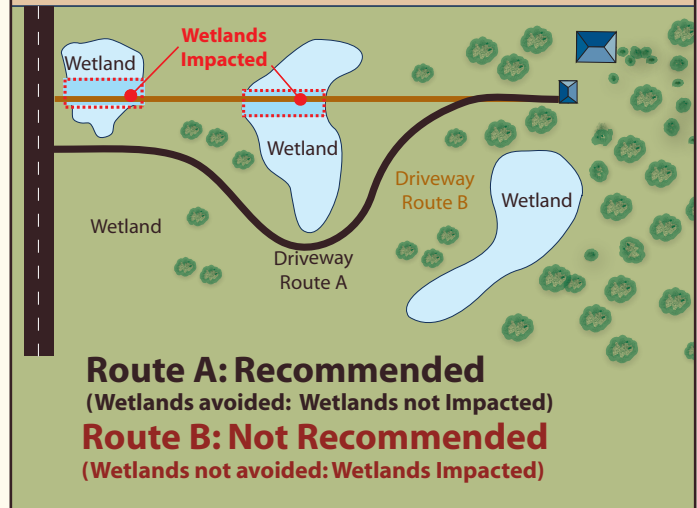 Wetlands
Impacted
Wetland
Wetland
Driveway
Route B
Wetland
Wetland
Driveway
Route A
Route A: Recommended
(Wetlands avoided: Wetlands not Impacted)
Route B: Not Recommended
(Wetlands not avoided: Wetlands Impacted)